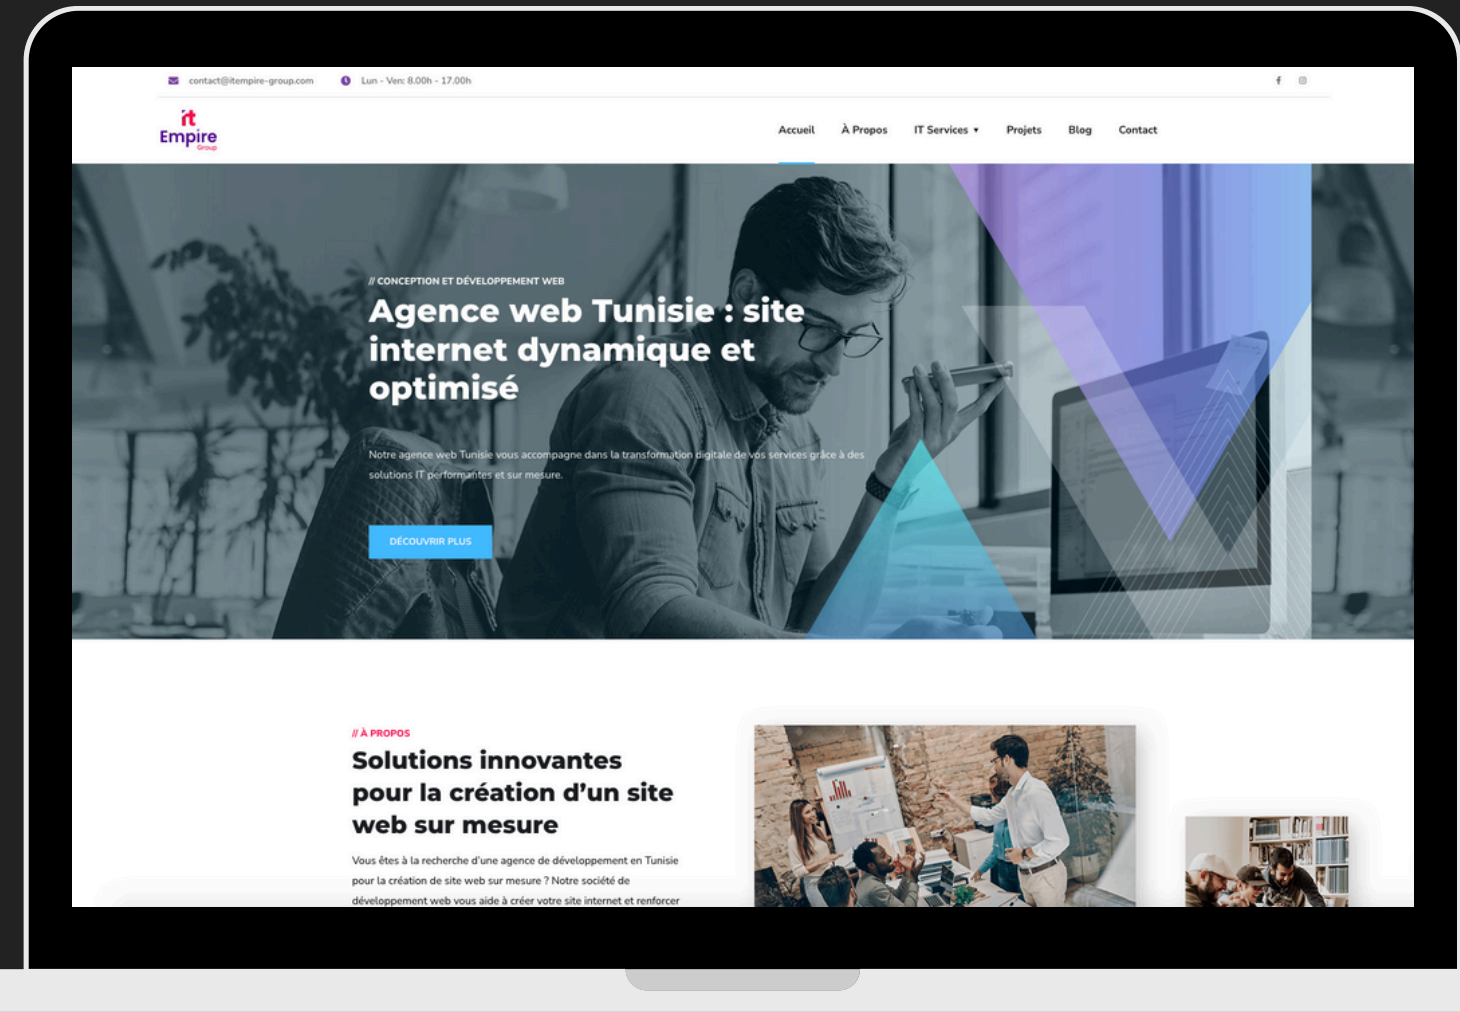 contact@itempire-group.com Lun - Ven: 8.00h - 17.00h
it
Empire
Group
Accueil À Propos IT Services ▾ Projets Blog Contact
// CONCEPTION ET DÉVELOPPEMENT WEB
Agence web Tunisie : site
internet dynamique et
optimisé
Notre agence web Tunisie vous accompagne dans la transformation digitale de vos services grâce à des
solutions IT performantes et sur mesure.
DÉCOUVRIR PLUS
// À PROPOS
Solutions innovantes
pour la création d’un site
web sur mesure
Vous êtes à la recherche d’une agence de développement en Tunisie
pour la création de site web sur mesure ? Notre société de
développement web vous aide à créer votre site internet et renforcer